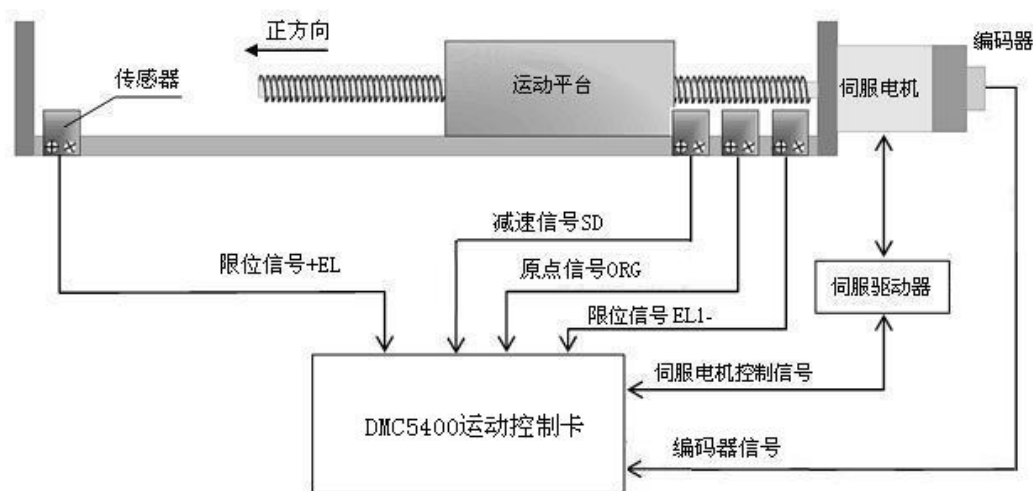 正方向
编码器
传感器
运动平台
伺服电机
减速信号SD
限位信号+EL
原点信号ORG
伺服驱动器
限位信号EL1-
伺服电机控制信号
DMC5400运动控制卡
编码器信号